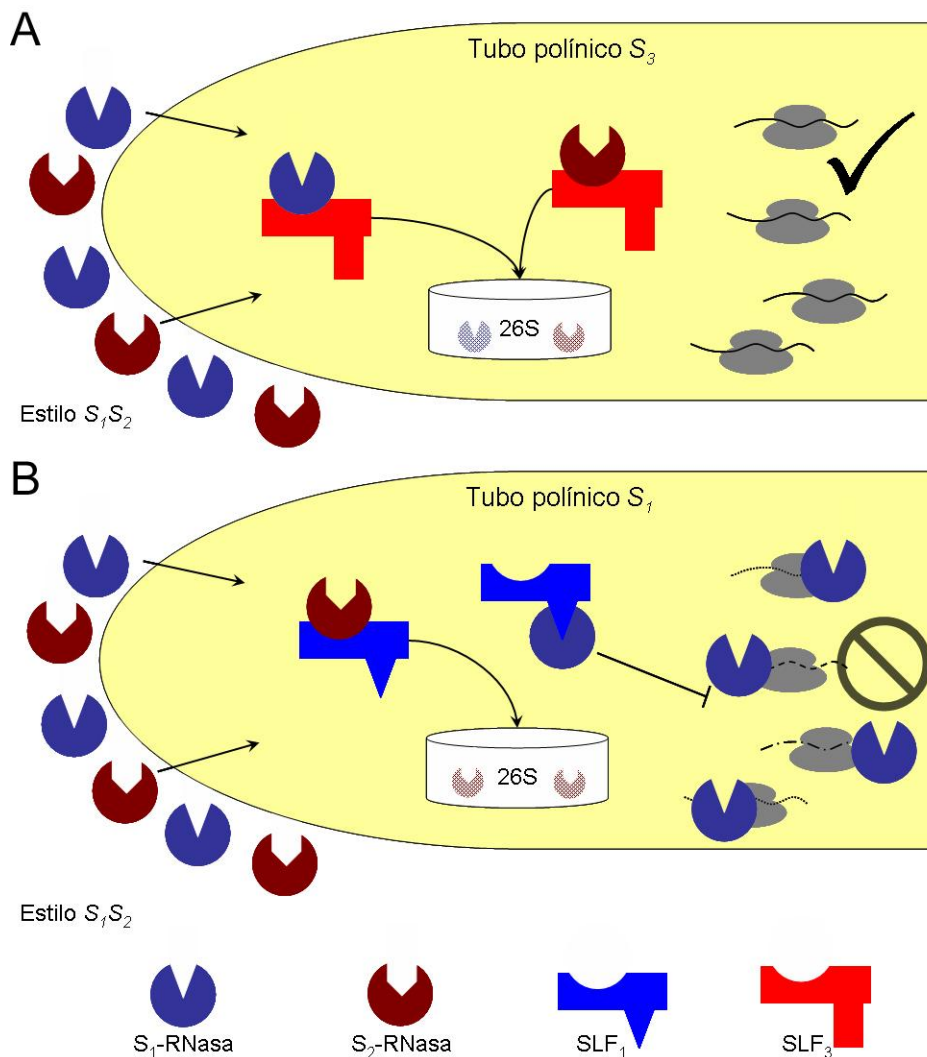 A
Tubo polínico S₃
26S
Estilo S₁S₂
B
Tubo polínico S₁
26S
Estilo S₁S₂
S₁-RNasa
S₂-RNasa
SLF₁
SLF₃